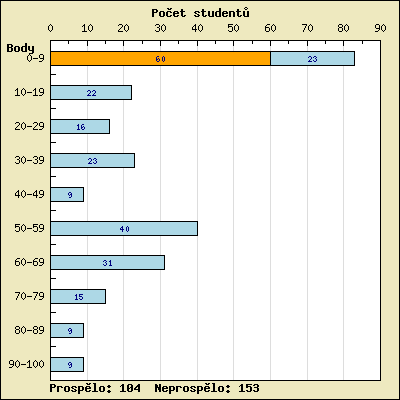 Počet studentů
0 10 20 30 40 50 60 70 80 90
Body
0-9 60 23
10-19 22
20-29 16
30-39 23
40-49 9
50-59 40
60-69 31
70-79 15
80-89 9
90-100 9
Prospělo: 104 Neprospělo: 153